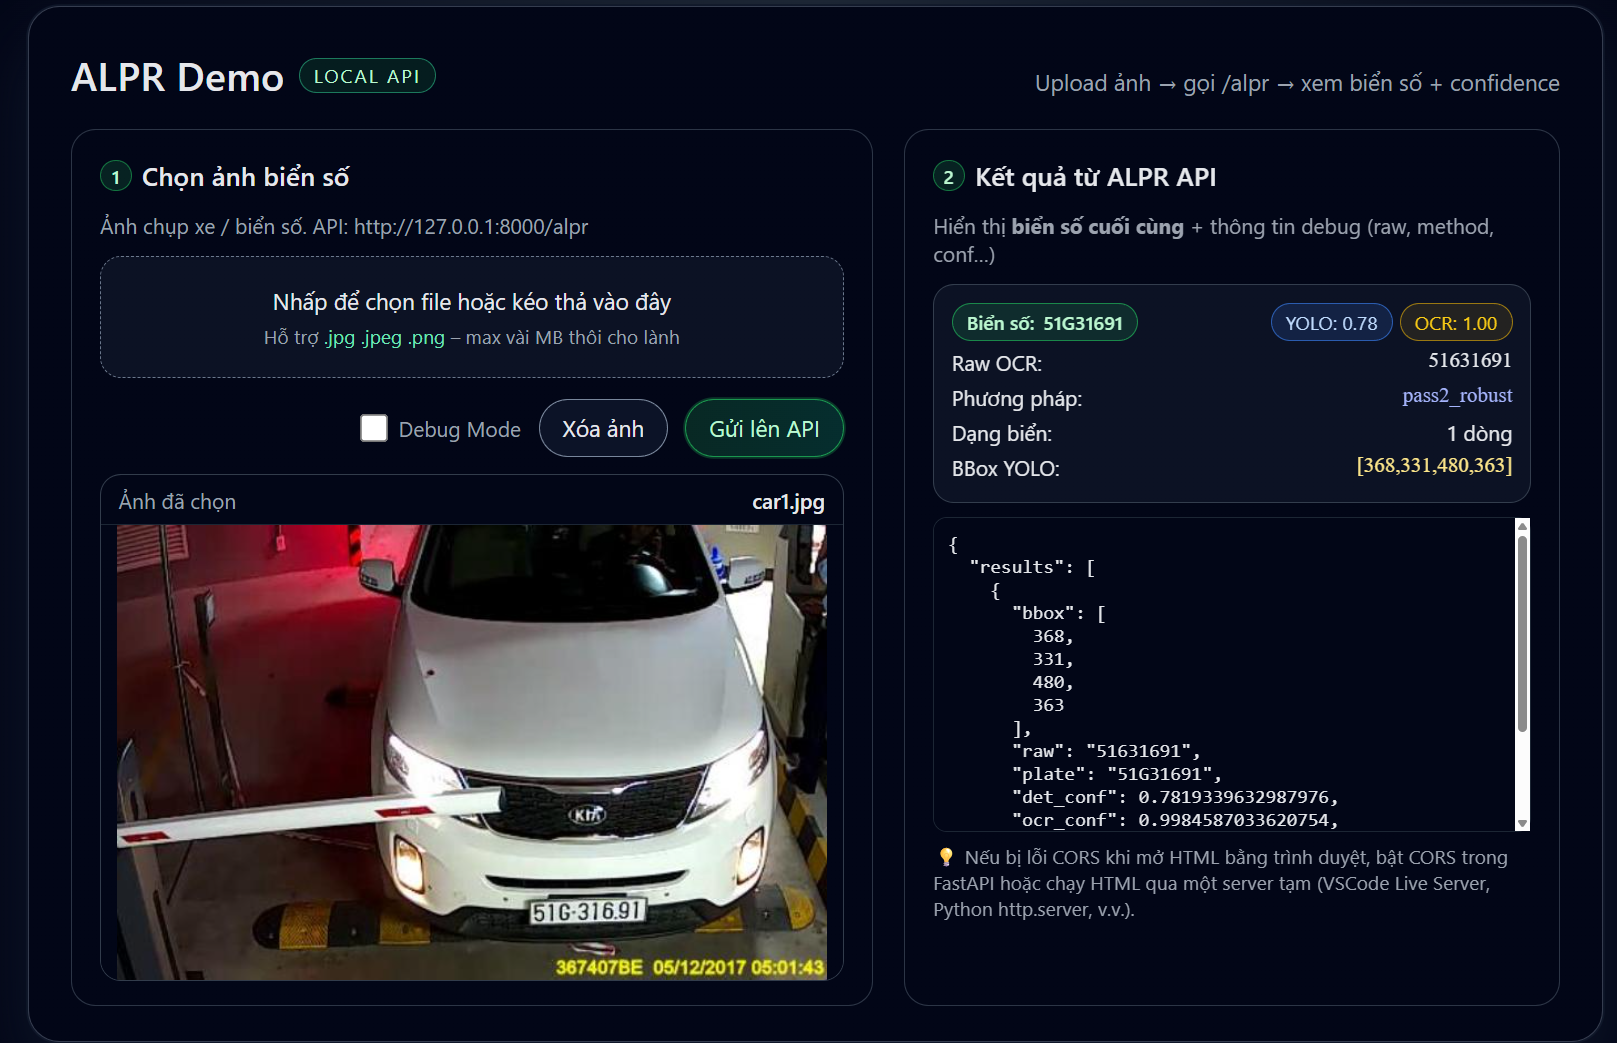 ALPR Demo LOCAL API
Upload ảnh → gọi /alpr → xem biển số + confidence
1 Chọn ảnh biển số
Ảnh chụp xe / biển số. API: http://127.0.0.1:8000/alpr
Nhấp để chọn file hoặc kéo thả vào đây
Hỗ trợ .jpg .jpeg .png – max vài MB thôi cho lành
Debug Mode Xóa ảnh Gửi lên API
Ảnh đã chọn car1.jpg
KIA
51G-316.91
367407BE 05/12/2017 05:01:43
2 Kết quả từ ALPR API
Hiển thị biển số cuối cùng + thông tin debug (raw, method,
conf...)
Biển số: 51G31691 YOLO: 0.78 OCR: 1.00
Raw OCR: 51631691
Phương pháp: pass2_robust
Dạng biển: 1 dòng
BBox YOLO: [368,331,480,363]
{
"results": [
{
"bbox": [
368,
331,
480,
363
],
"raw": "51631691",
"plate": "51G31691",
"det_conf": 0.7819339632987976,
"ocr_conf": 0.9984587033620754,
💡 Nếu bị lỗi CORS khi mở HTML bằng trình duyệt, bật CORS trong
FastAPI hoặc chạy HTML qua một server tạm (VSCode Live Server,
Python http.server, v.v.).